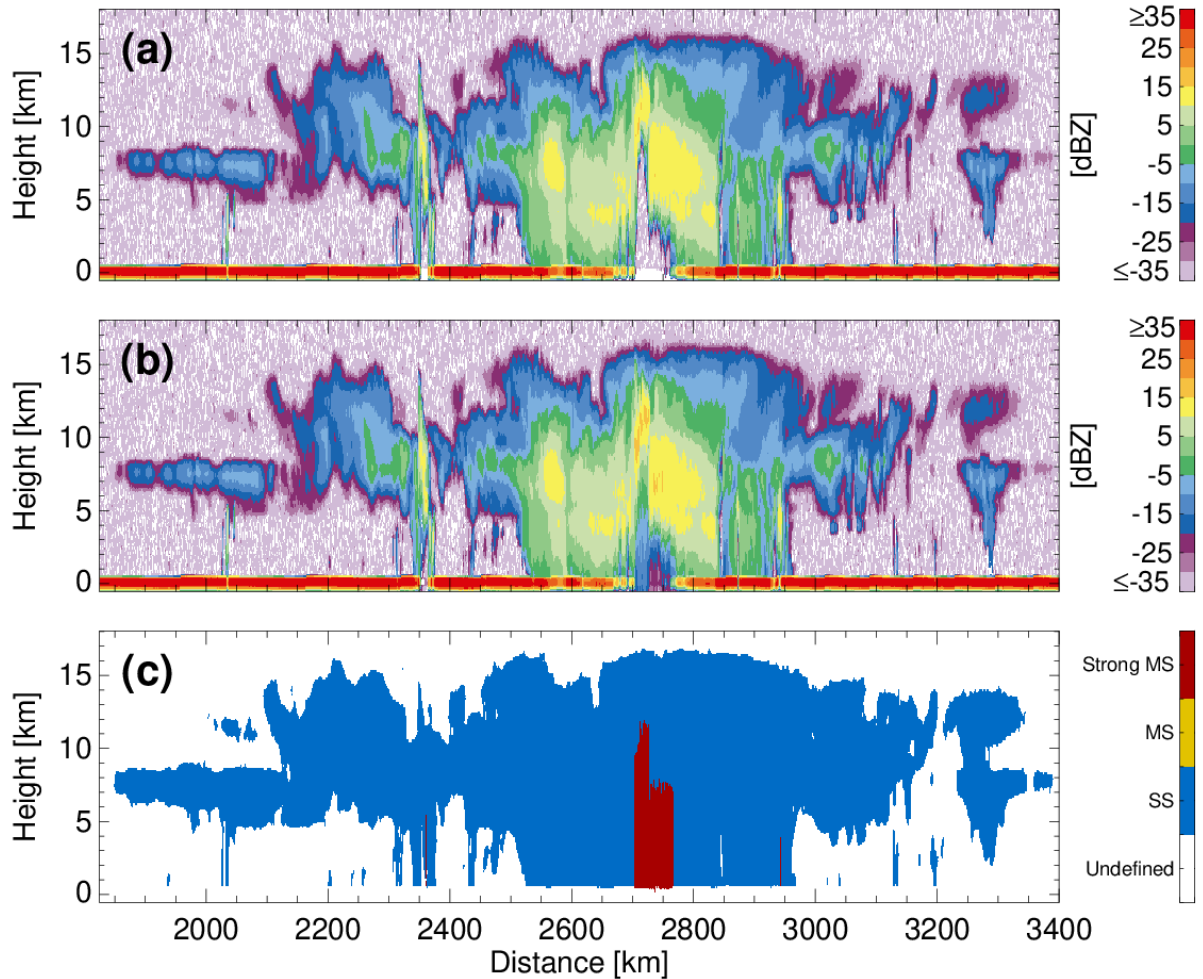 (a)
Height [km]
15
10
5
0
≥35
25
15
5
-5
-15
-25
≤-35
[dBZ]
(b)
Height [km]
15
10
5
0
≥35
25
15
5
-5
-15
-25
≤-35
[dBZ]
(c)
Height [km]
15
10
5
0
Strong MS
MS
SS
Undefined
2000 2200 2400 2600 2800 3000 3200 3400
Distance [km]